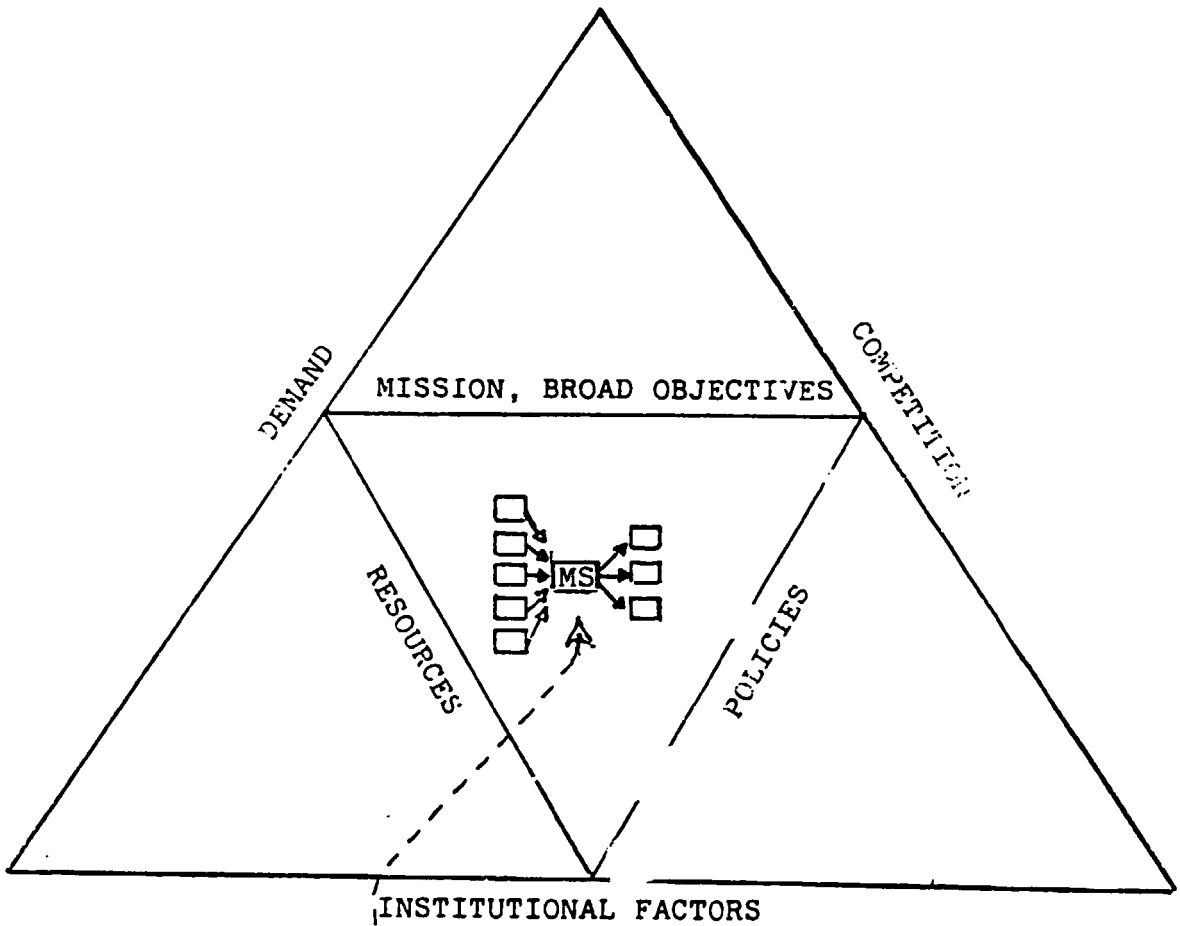 DEMAND
COMPETITION
MISSION, BROAD OBJECTIVES
RESOURCES
MS
POLICIES
INSTITUTIONAL FACTORS